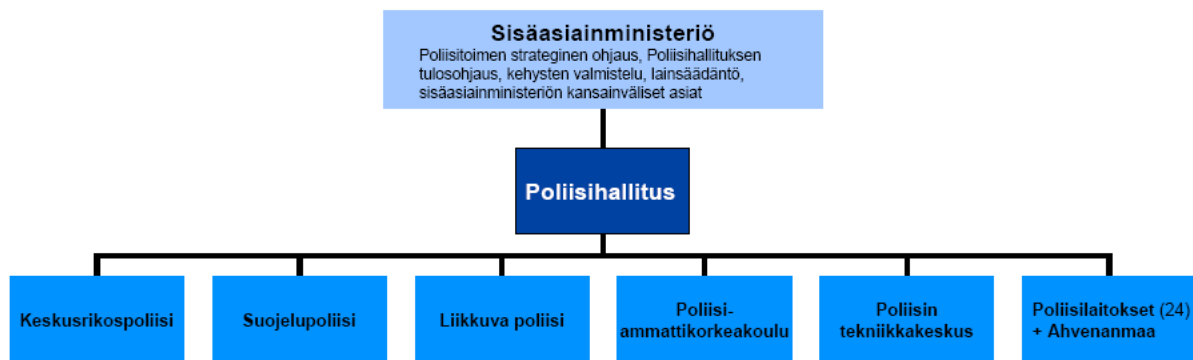 Sisäasiainministeriö
Poliisitoimen strateginen ohjaus, Poliisihallituksen
tulosohjaus, kehysten valmistelu, lainsäädäntö,
sisäasiainministeriön kansainväliset asiat
Poliisihallitus
Keskusrikospoliisi
Suojelupoliisi
Liikkuva poliisi
Poliisi-
ammattikorkeakoulu
Poliisin
tekniikkakeskus
Poliisilaitokset (24)
+ Ahvenanmaa